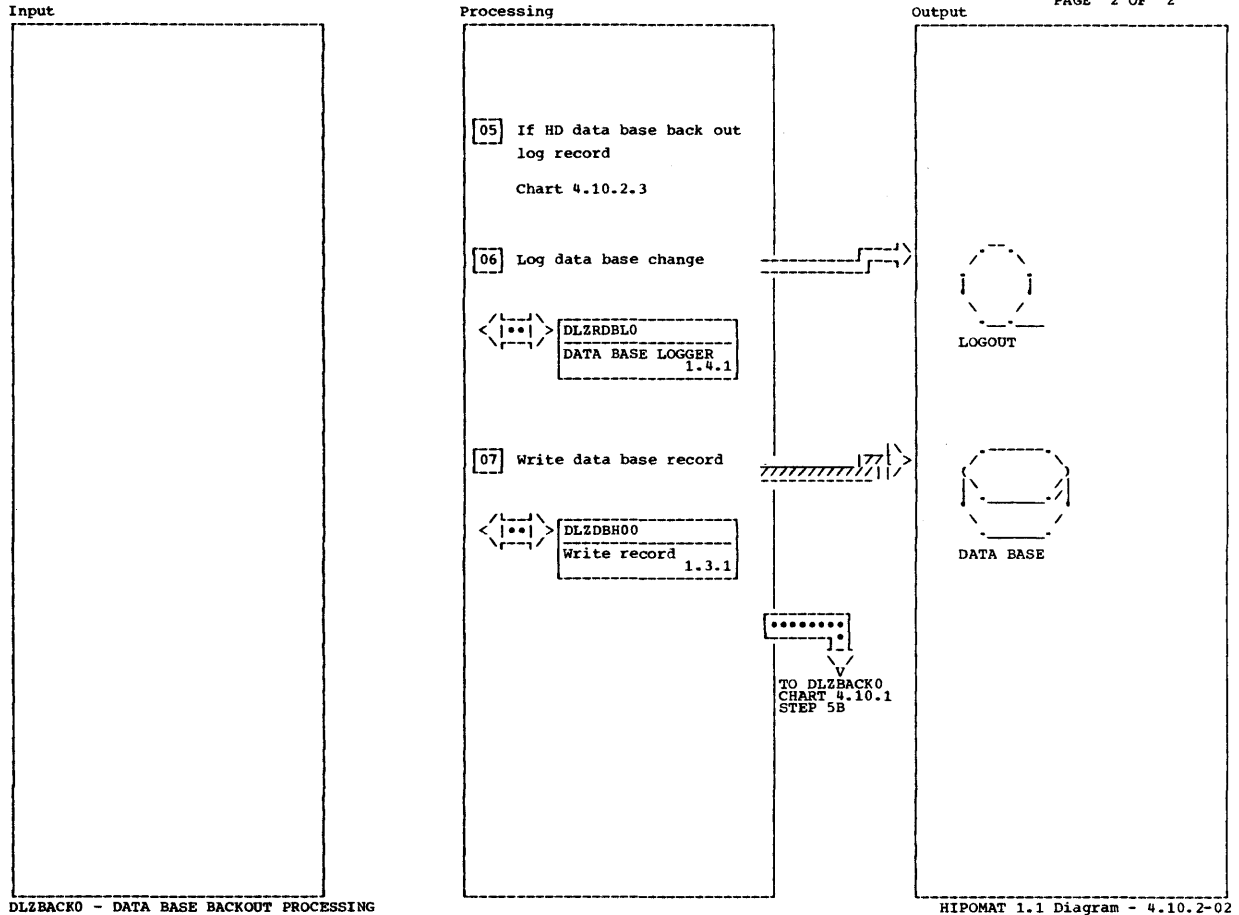 PAGE 2 OF 2
Input
Processing
Output
05 If HD data base back out
log record
Chart 4.10.2.3
06 Log data base change
DLZRDBL0
DATA BASE LOGGER
1.4.1
LOGOUT
07 Write data base record
DLZDBH00
Write record
1.3.1
DATA BASE
TO DLZBACK0
CHART 4.10.1
STEP 5B
DLZBACK0 - DATA BASE BACKOUT PROCESSING
HIPOMAT 1.1 Diagram - 4.10.2-02